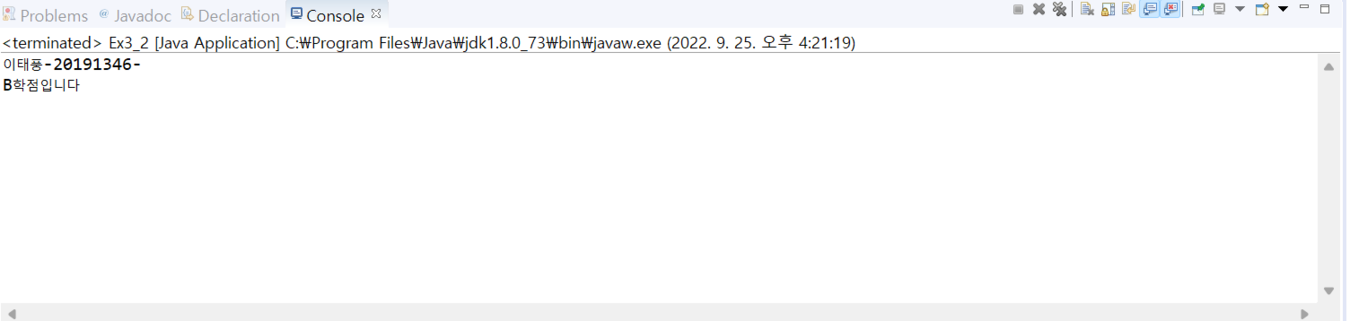 Problems @ Javadoc Declaration Console
<terminated> Ex3_2 [Java Application] C:₩Program Files₩Java₩jdk1.8.0_73₩bin₩javaw.exe (2022. 9. 25. 오후 4:21:19)
이태풍-20191346-
B학점입니다